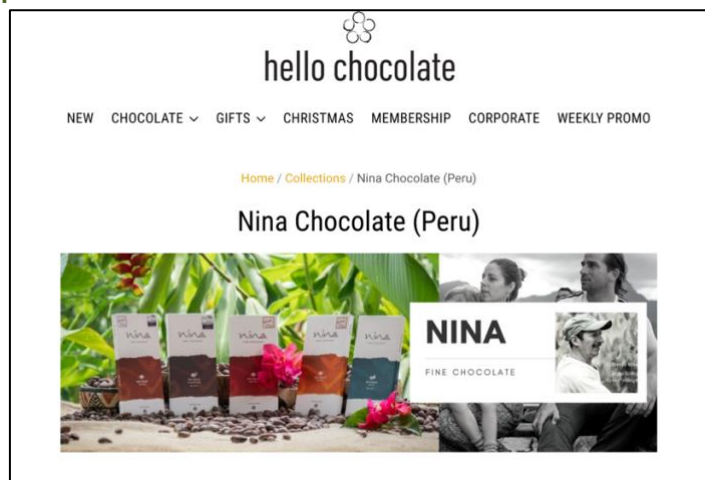 hello chocolate
NEW CHOCOLATE GIFTS CHRISTMAS MEMBERSHIP CORPORATE WEEKLY PROMO
Home / Collections / Nina Chocolate (Peru)
Nina Chocolate (Peru)
nina
nina
nina
nina
nina
NINA
FINE CHOCOLATE